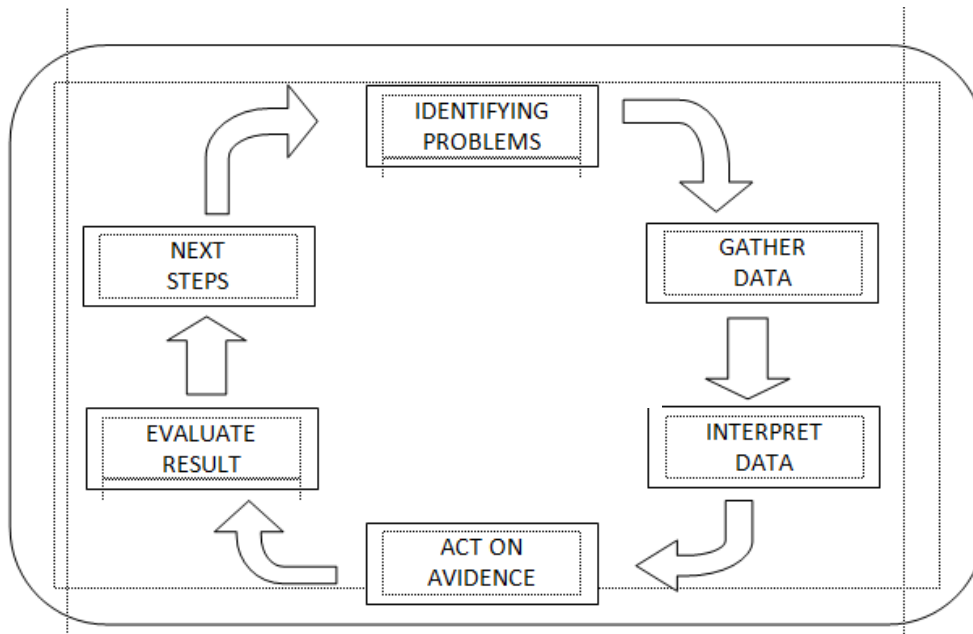 IDENTIFYING
PROBLEMS
GATHER
DATA
INTERPRET
DATA
ACT ON
AVIDENCE
EVALUATE
RESULT
NEXT
STEPS